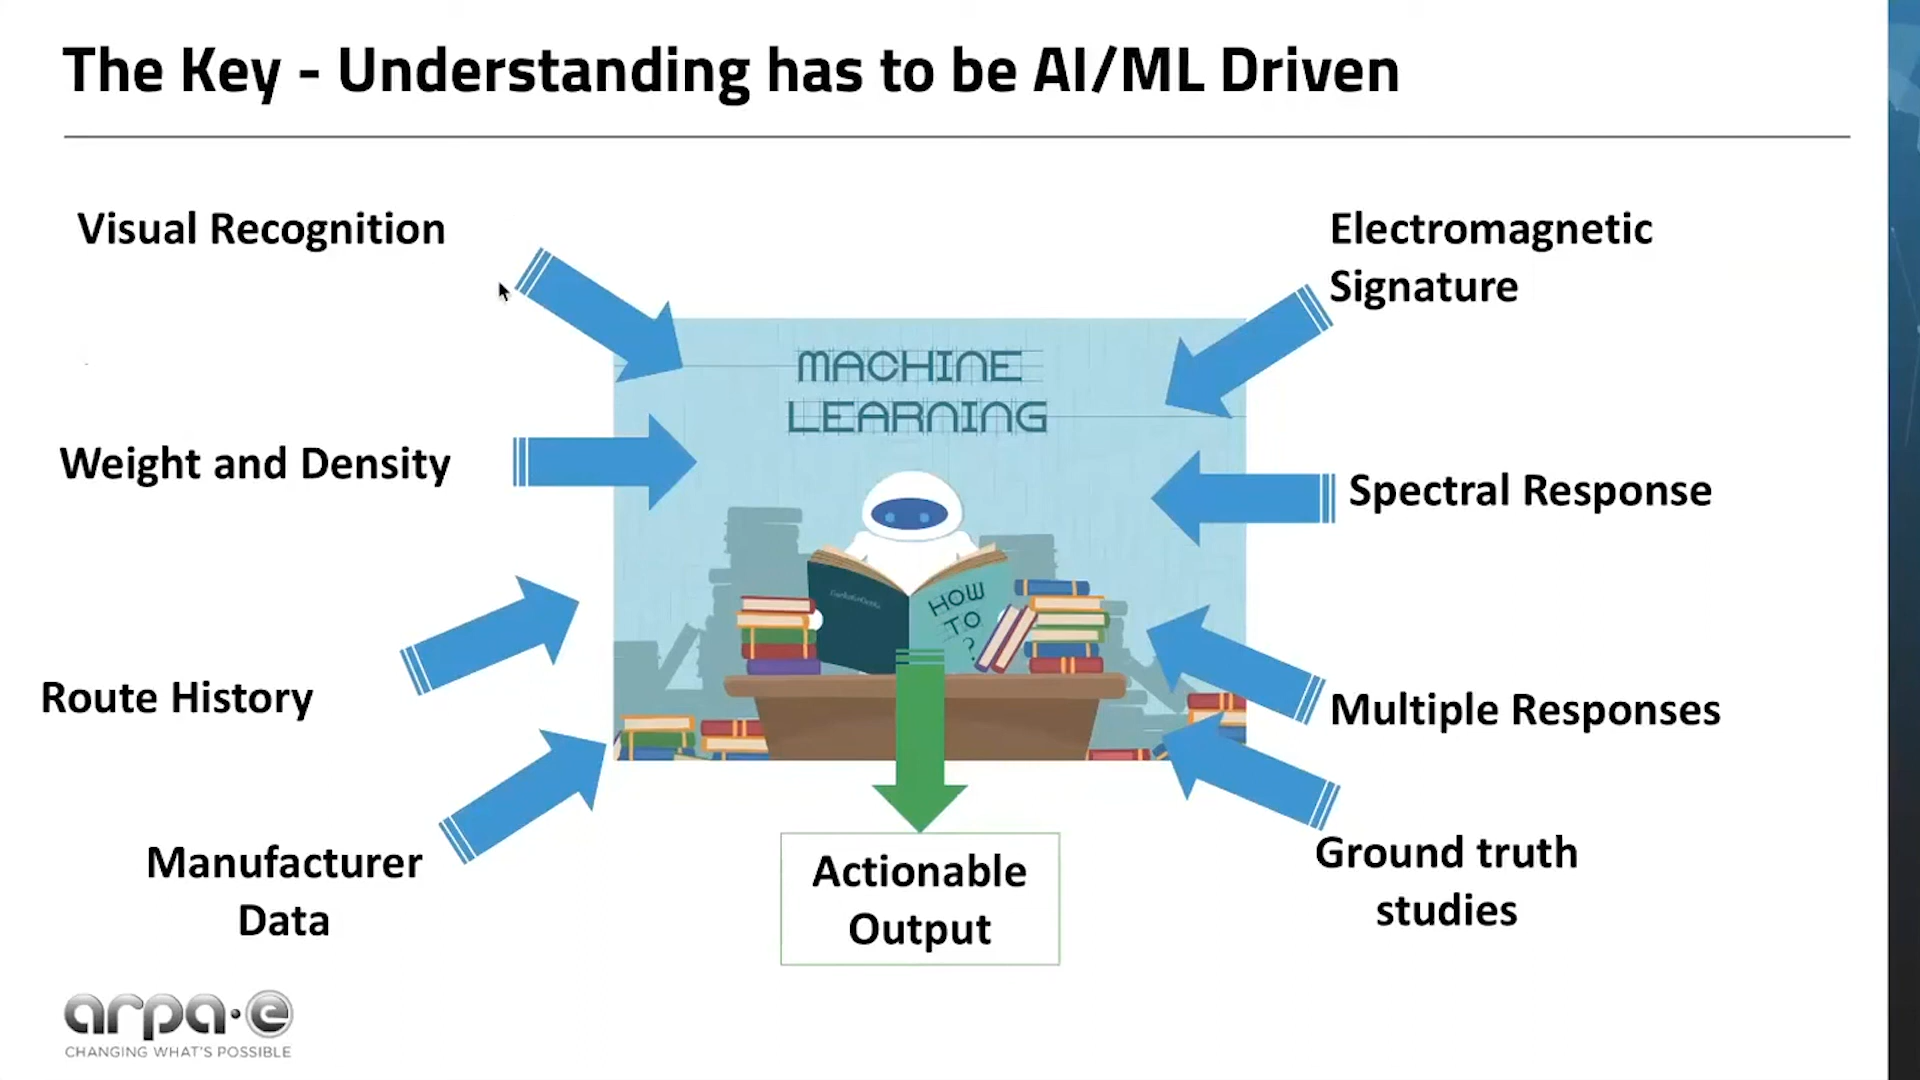 The Key - Understanding has to be AI/ML Driven
Visual Recognition
Electromagnetic
Signature
MACHINE
LEARNING
Weight and Density
Spectral Response
HOW
TO
?
Route History
Multiple Responses
Manufacturer
Data
Actionable
Output
Ground truth
studies
arpa·e
CHANGING WHAT'S POSSIBLE